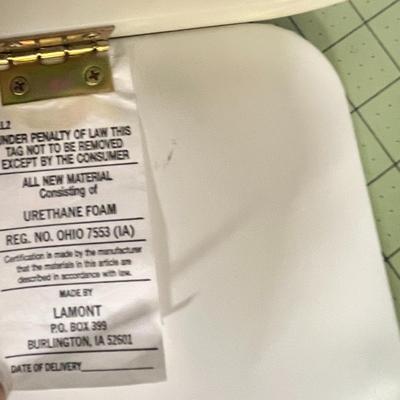 L2
UNDER PENALTY OF LAW THIS
TAG NOT TO BE REMOVED
EXCEPT BY THE CONSUMER
ALL NEW MATERIAL
Consisting of
URETHANE FOAM
REG. NO. OHIO 7553 (IA)
Certification is made by the manufacturer
that the materials in this article are
described in accordance with law.
MADE BY
LAMONT
P.O. BOX 399
BURLINGTON, IA 52601
DATE OF DELIVERY